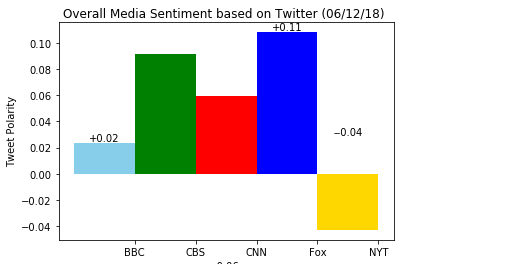 Overall Media Sentiment based on Twitter (06/12/18)
+0.11
0.10
0.08
0.06
0.04
−0.04
+0.02
0.02
0.00
−0.02
−0.04
Tweet Polarity
BBC
CBS
CNN
Fox
NYT